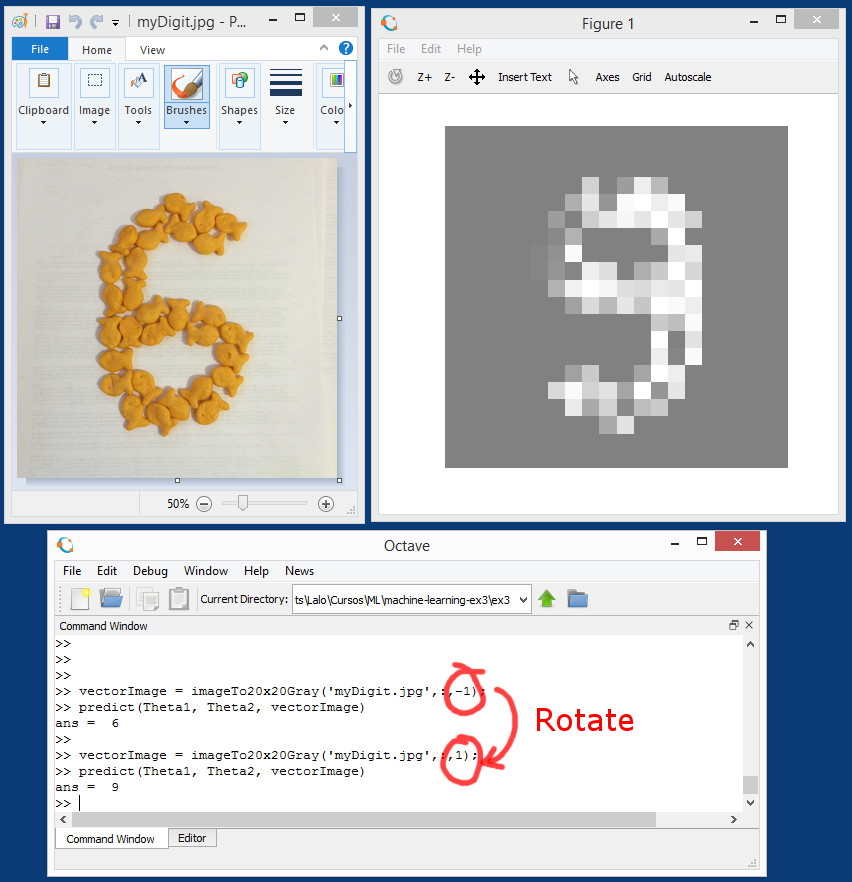 myDigit.jpg - P...
File Home View
Clipboard Image Tools Brushes Shapes Size Colo
50%
Figure 1
File Edit Help
Z+ Z- Insert Text Axes Grid Autoscale
Octave
File Edit Debug Window Help News
Current Directory: ts\Lalo\Cursos\ML\machine-learning-ex3\ex3
Command Window
>>
>>
>>
>> vectorImage = imageTo20x20Gray('myDigit.jpg',:,-1);
>> predict(Theta1, Theta2, vectorImage)
ans = 6
>>
>> vectorImage = imageTo20x20Gray('myDigit.jpg',:,1);
>> predict(Theta1, Theta2, vectorImage)
ans = 9
>>
Rotate
Command Window Editor